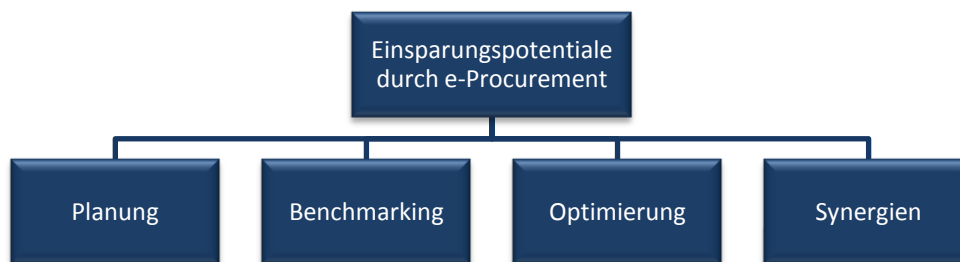 Einsparungspotentiale
durch e-Procurement
Planung
Benchmarking
Optimierung
Synergien